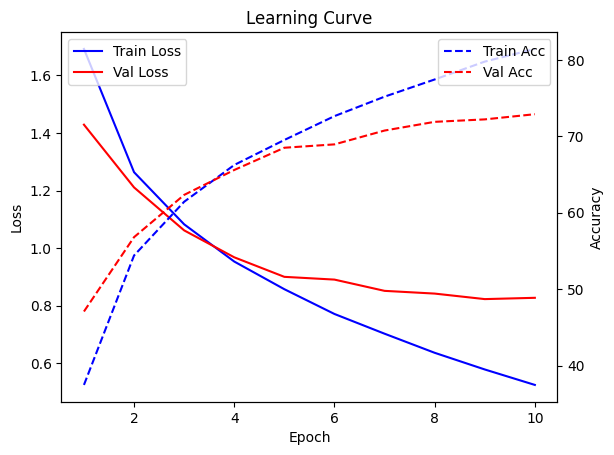 Learning Curve
Train Loss
Val Loss
Train Acc
Val Acc
1.6
1.4
1.2
1.0
0.8
0.6
Loss
80
70
60
50
40
Accuracy
2 4 6 8 10
Epoch